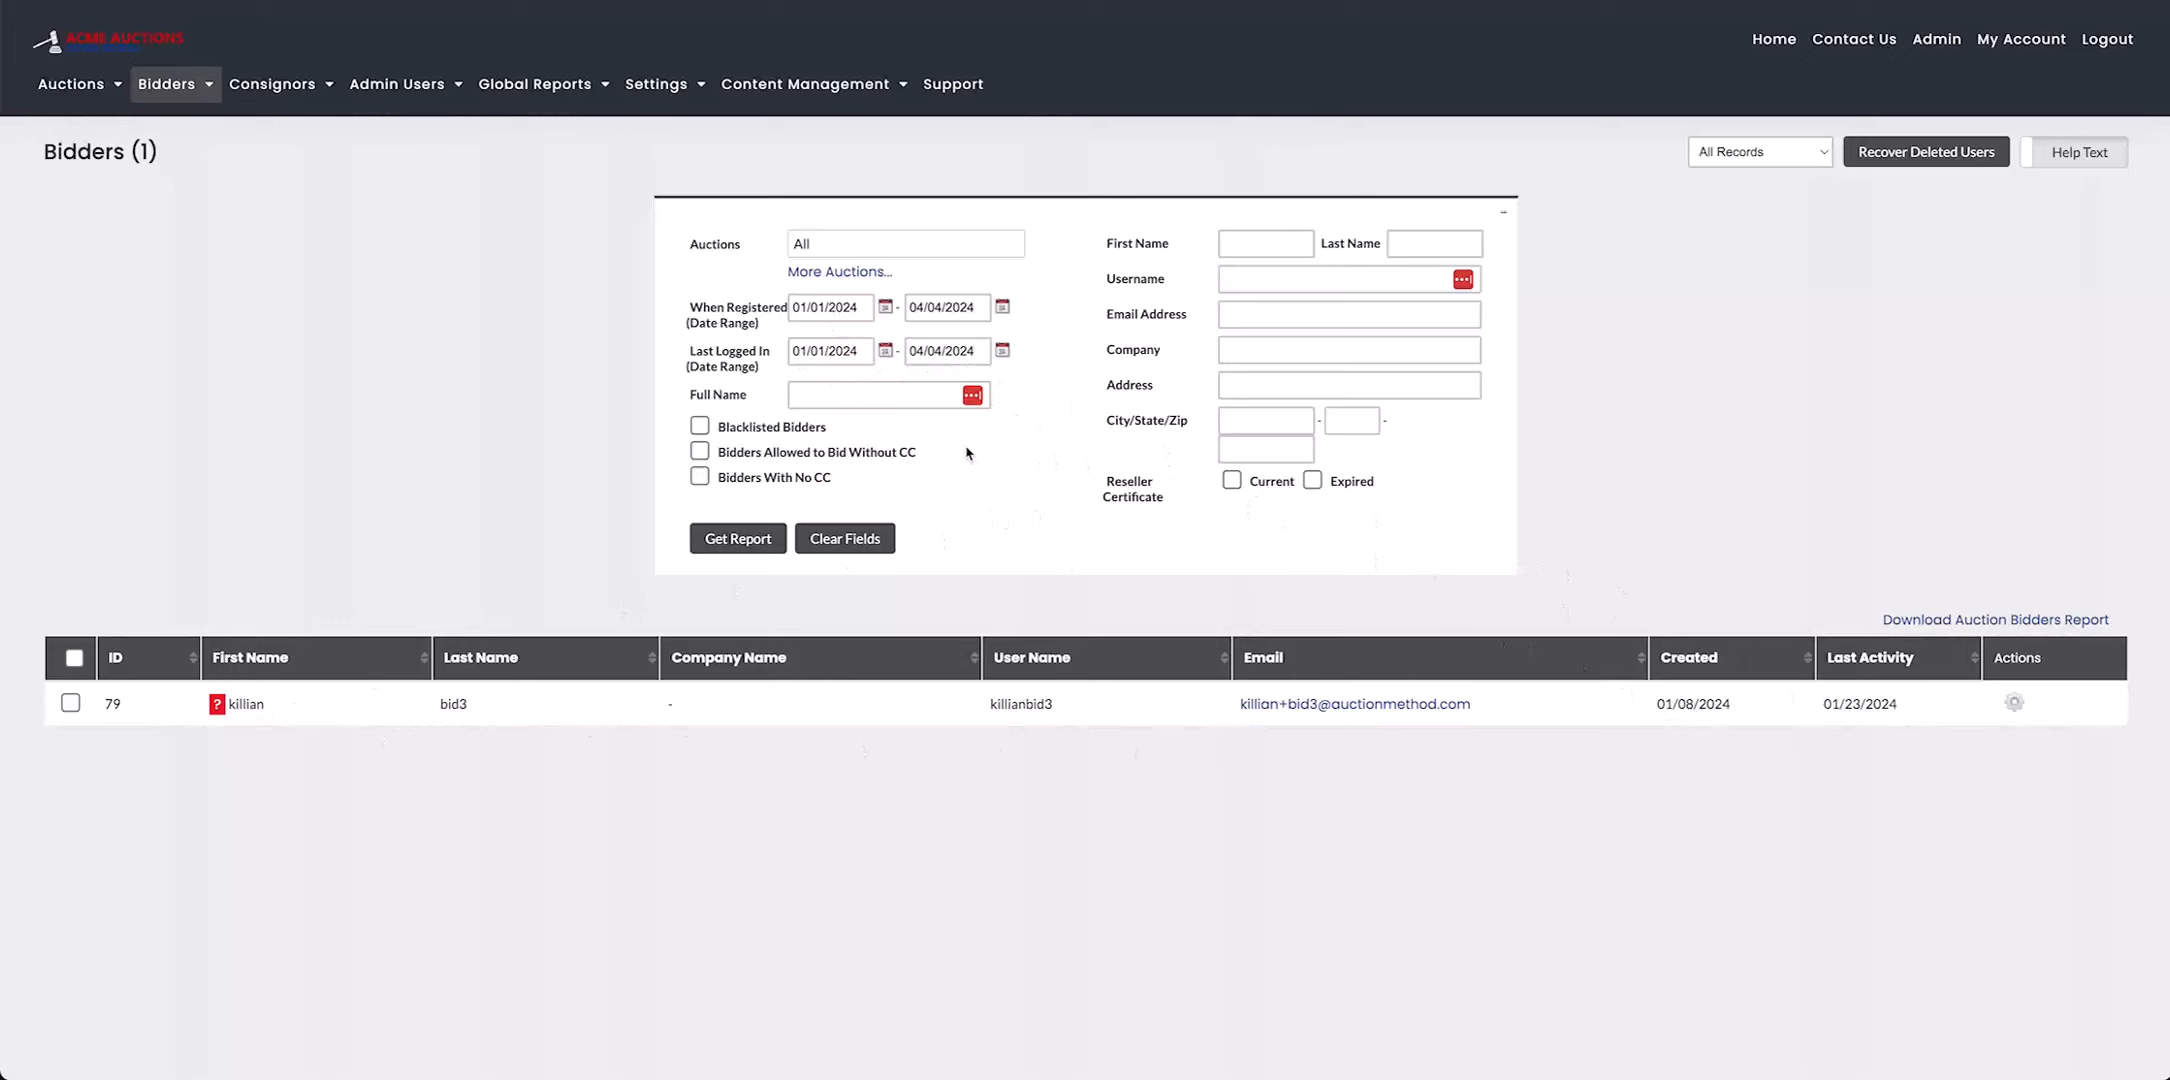 ACME AUCTIONS
Home Contact Us Admin My Account Logout
Auctions Bidders Consignors Admin Users Global Reports Settings Content Management Support
Bidders (1)
All Records Recover Deleted Users Help Text
Auctions All
More Auctions...
When Registered (Date Range) 01/01/2024 - 04/04/2024
Last Logged In (Date Range) 01/01/2024 - 04/04/2024
Full Name
Blacklisted Bidders
Bidders Allowed to Bid Without CC
Bidders With No CC
Get Report Clear Fields
First Name Last Name
Username
Email Address
Company
Address
City/State/Zip - -
Reseller Certificate Current Expired
Download Auction Bidders Report
ID First Name Last Name Company Name User Name Email Created Last Activity Actions
79 ? killian bid3 - killianbid3 killian+bid3@auctionmethod.com 01/08/2024 01/23/2024